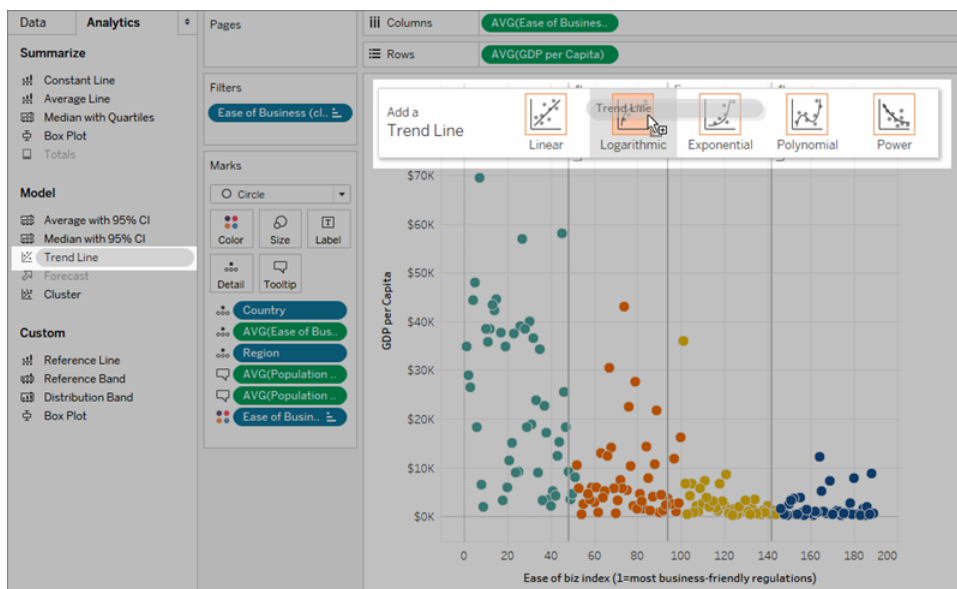 Data
Analytics
Summarize
Constant Line
Average Line
Median with Quartiles
Box Plot
Totals
Model
Average with 95% CI
Median with 95% CI
Trend Line
Forecast
Cluster
Custom
Reference Line
Reference Band
Distribution Band
Box Plot
Pages
Filters
Ease of Business (cl..
Marks
Circle
Color
Size
Label
Detail
Tooltip
Country
AVG(Ease of Bus..
Region
AVG(Population ..
AVG(Population ..
Ease of Busin..
Columns
AVG(Ease of Busines..
Rows
AVG(GDP per Capita)
Add a
Trend Line
Trend Line
Linear
Logarithmic
Exponential
Polynomial
Power
GDP per Capita
$70K
$60K
$50K
$40K
$30K
$20K
$10K
$0K
0 20 40 60 80 100 120 140 160 180 200
Ease of biz index (1=most business-friendly regulations)